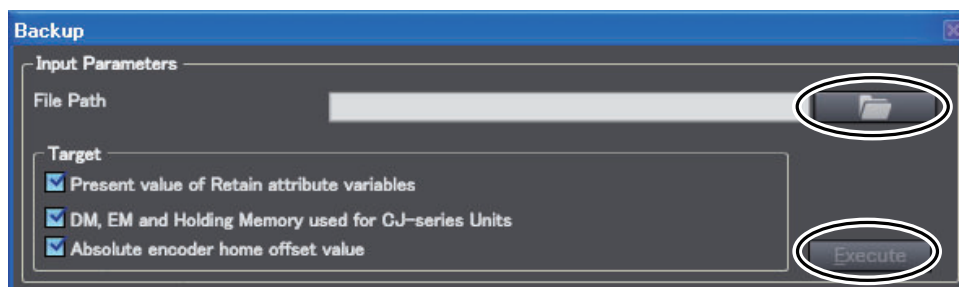 Backup
Input Parameters
File Path
Target
Present value of Retain attribute variables
DM, EM and Holding Memory used for CJ-series Units
Absolute encoder home offset value
Execute